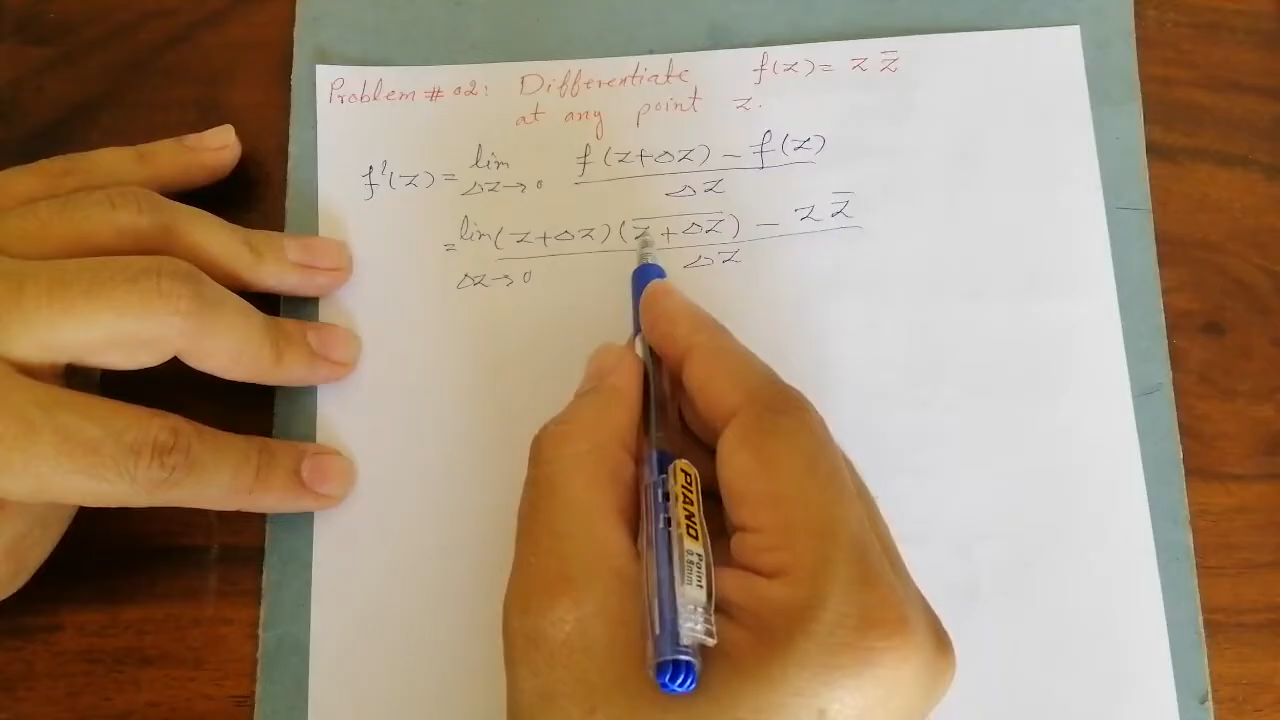 Problem # 02: Differentiate f(z) = z z̅
at any point z.
f'(z) = lim Δz→0 f(z+Δz) - f(z) / Δz
= lim Δz→0 (z+Δz)(z̅+̅Δ̅z̅) - z z̅ / Δz
PIANO
Point
0.8mm